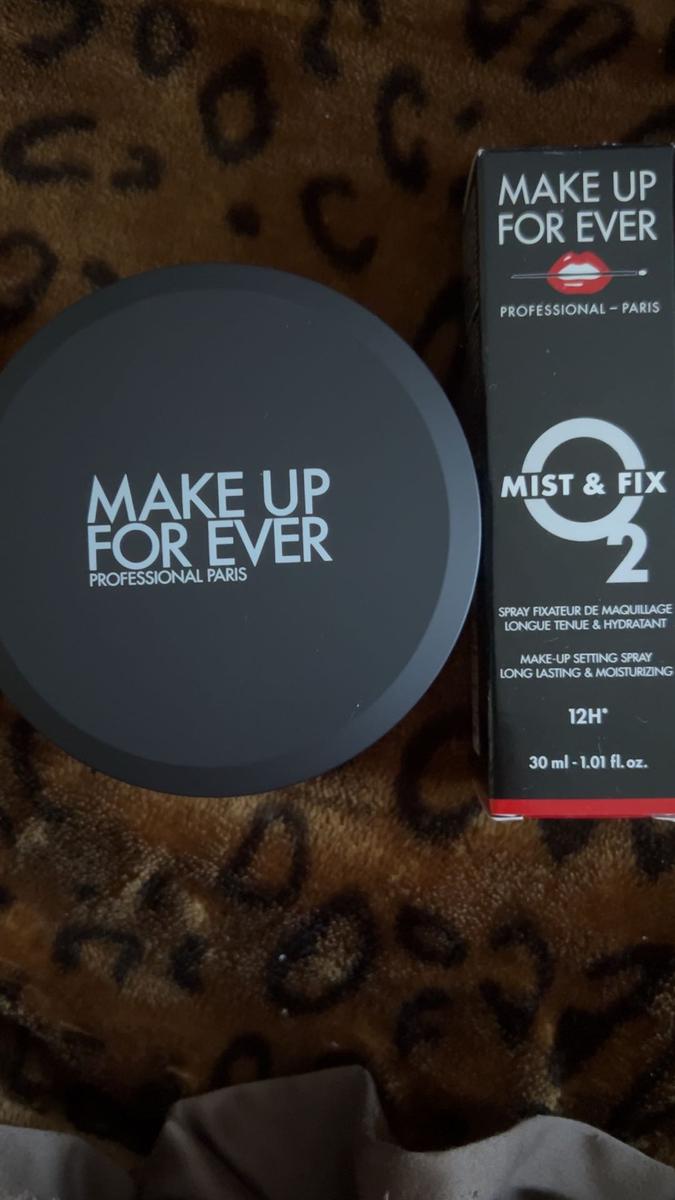 MAKE UP
FOR EVER
PROFESSIONAL PARIS
MAKE UP
FOR EVER
PROFESSIONAL – PARIS
O2
MIST & FIX
SPRAY FIXATEUR DE MAQUILLAGE
LONGUE TENUE & HYDRATANT
MAKE-UP SETTING SPRAY
LONG LASTING & MOISTURIZING
12H*
30 ml - 1.01 fl. oz.